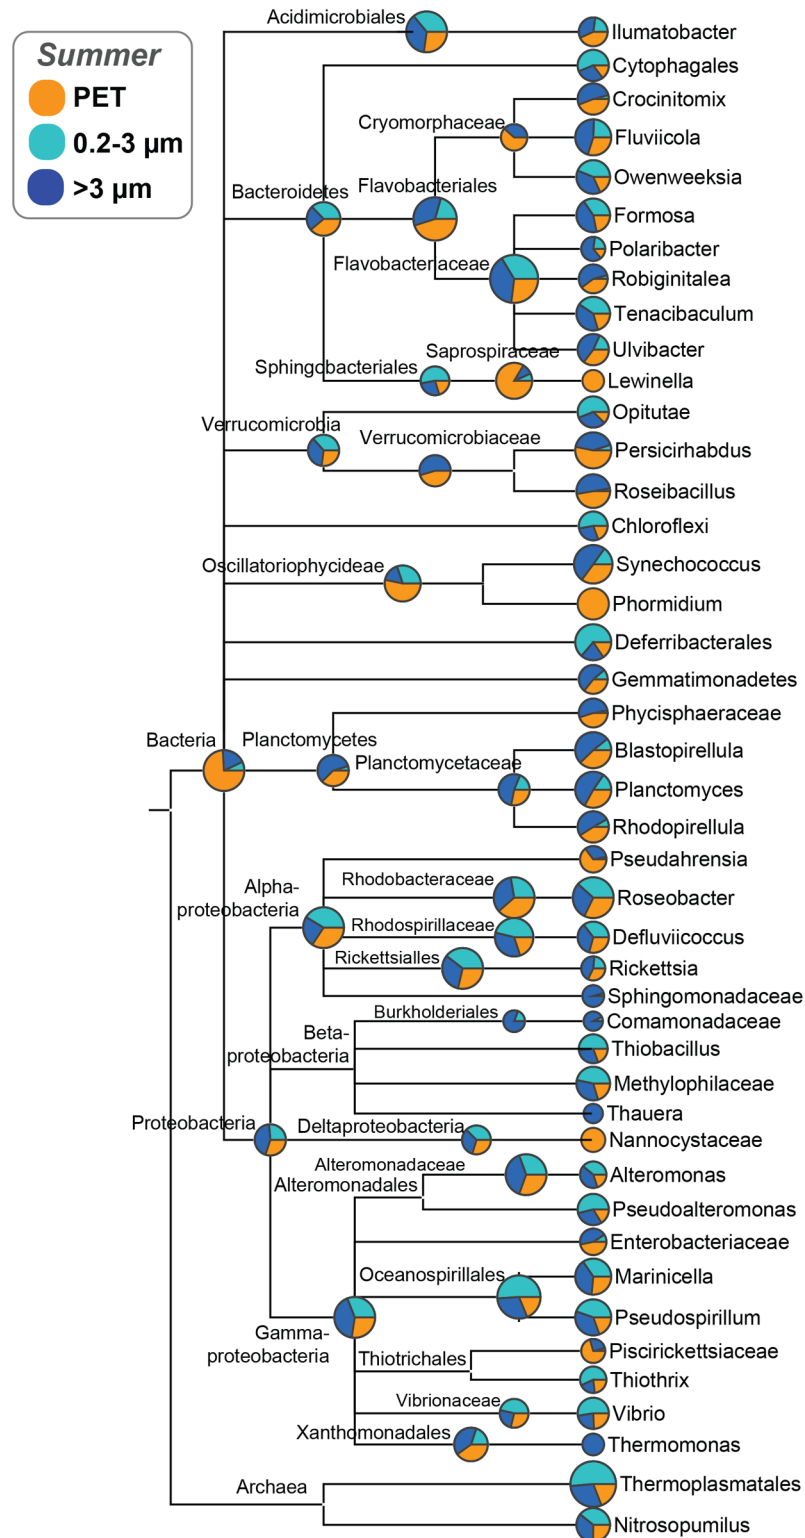 Summer
PET
0.2-3 µm
>3 µm
Acidimicrobiales
Ilumatobacter
Cytophagales
Crocinitomix
Cryomorphaceae
Fluviicola
Owenweeksia
Bacteroidetes
Flavobacteriales
Formosa
Polaribacter
Flavobacteriaceae
Robiginitalea
Tenacibaculum
Ulvibacter
Saprospiraceae
Sphingobacteriales
Lewinella
Opitutae
Verrucomicrobia
Verrucomicrobiaceae
Persicirhabdus
Roseibacillus
Chloroflexi
Oscillatoriophycideae
Synechococcus
Phormidium
Deferribacterales
Gemmatimonadetes
Phycisphaeraceae
Bacteria
Planctomycetes
Blastopirellula
Planctomycetaceae
Planctomyces
Rhodopirellula
Pseudahrensia
Alpha-
proteobacteria
Rhodobacteraceae
Roseobacter
Rhodospirillaceae
Defluviicoccus
Rickettsialles
Rickettsia
Sphingomonadaceae
Burkholderiales
Comamonadaceae
Beta-
proteobacteria
Thiobacillus
Methylophilaceae
Thauera
Proteobacteria
Deltaproteobacteria
Nannocystaceae
Alteromonadaceae
Alteromonas
Alteromonadales
Pseudoalteromonas
Enterobacteriaceae
Oceanospirillales
Marinicella
Pseudospirillum
Gamma-
proteobacteria
Thiotrichales
Piscirickettsiaceae
Thiothrix
Vibrionaceae
Vibrio
Xanthomonadales
Thermomonas
Archaea
Thermoplasmatales
Nitrosopumilus